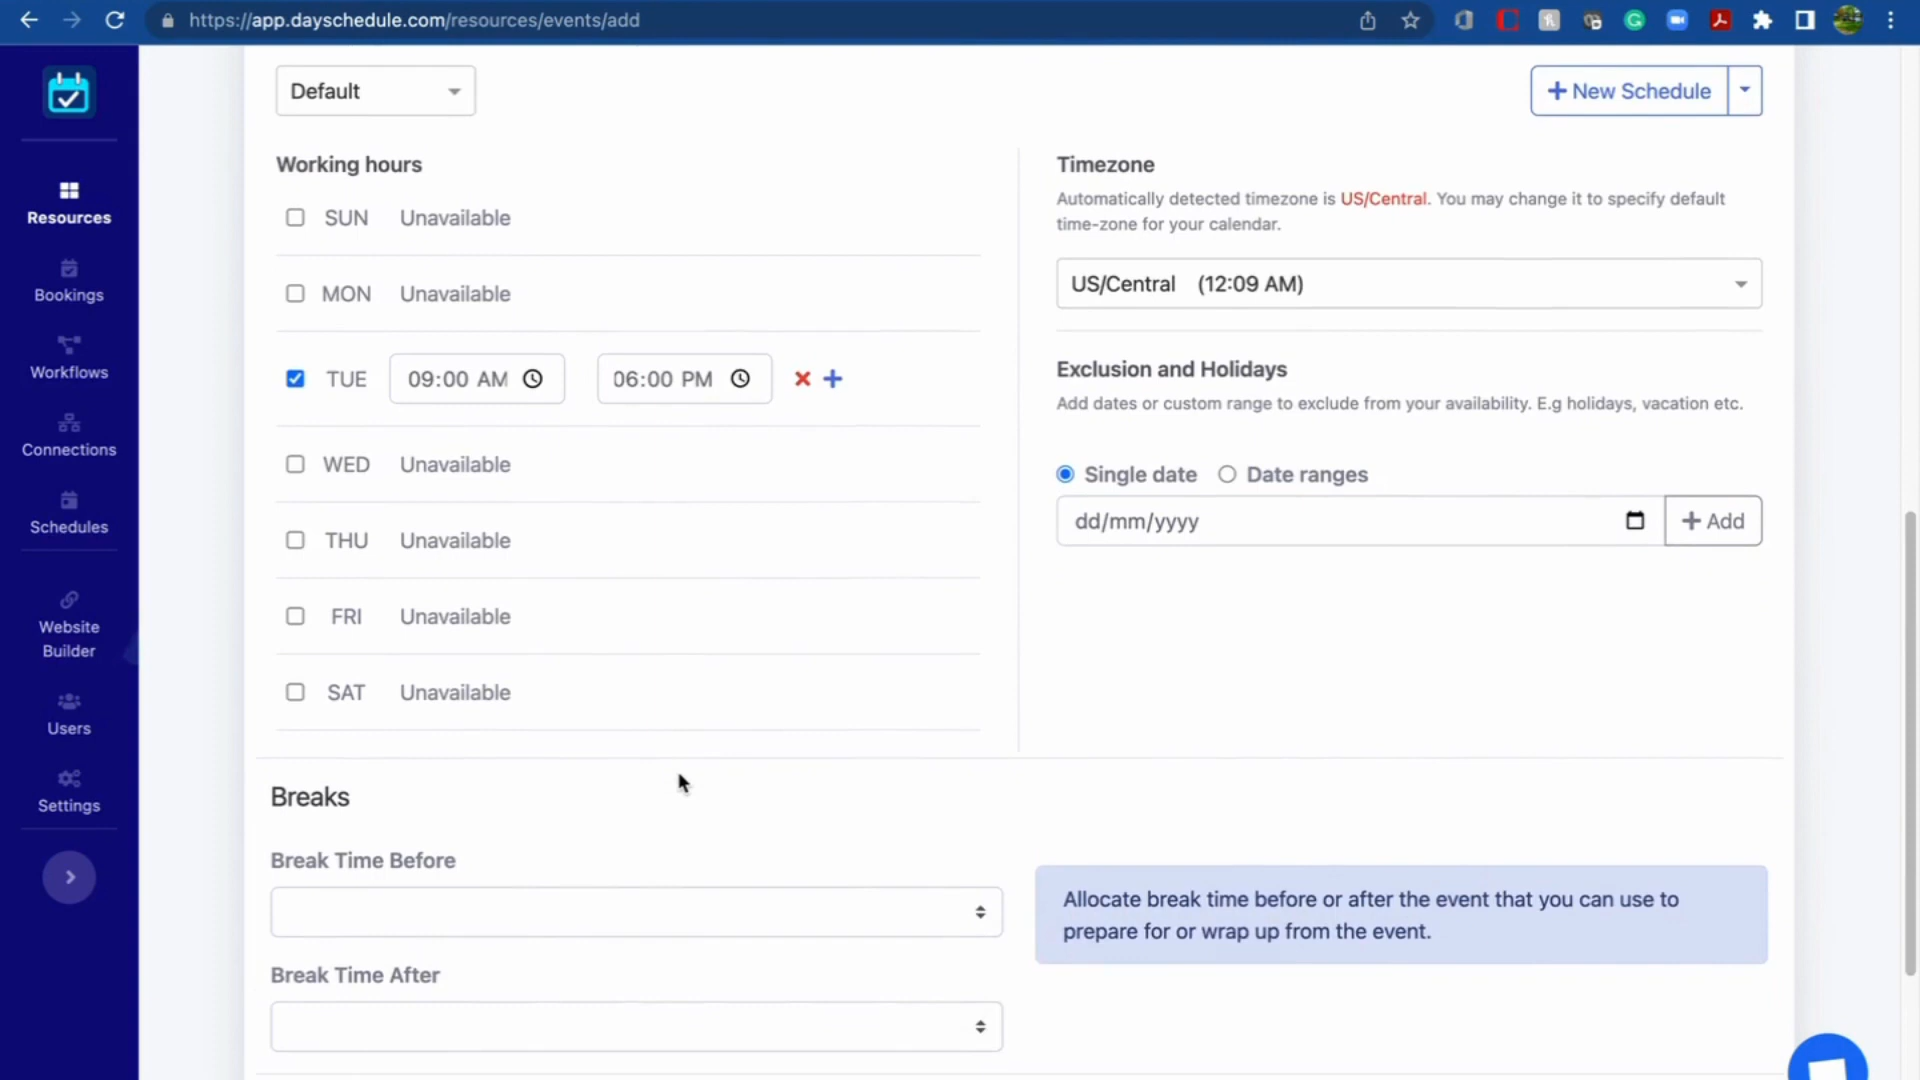 https://app.dayschedule.com/resources/events/add
Default
+ New Schedule
Working hours
SUN Unavailable
MON Unavailable
TUE 09:00 AM 06:00 PM
WED Unavailable
THU Unavailable
FRI Unavailable
SAT Unavailable
Timezone
Automatically detected timezone is US/Central. You may change it to specify default
time-zone for your calendar.
US/Central (12:09 AM)
Exclusion and Holidays
Add dates or custom range to exclude from your availability. E.g holidays, vacation etc.
Single date Date ranges
dd/mm/yyyy + Add
Breaks
Break Time Before
Break Time After
Allocate break time before or after the event that you can use to
prepare for or wrap up from the event.
Resources
Bookings
Workflows
Connections
Schedules
Website
Builder
Users
Settings